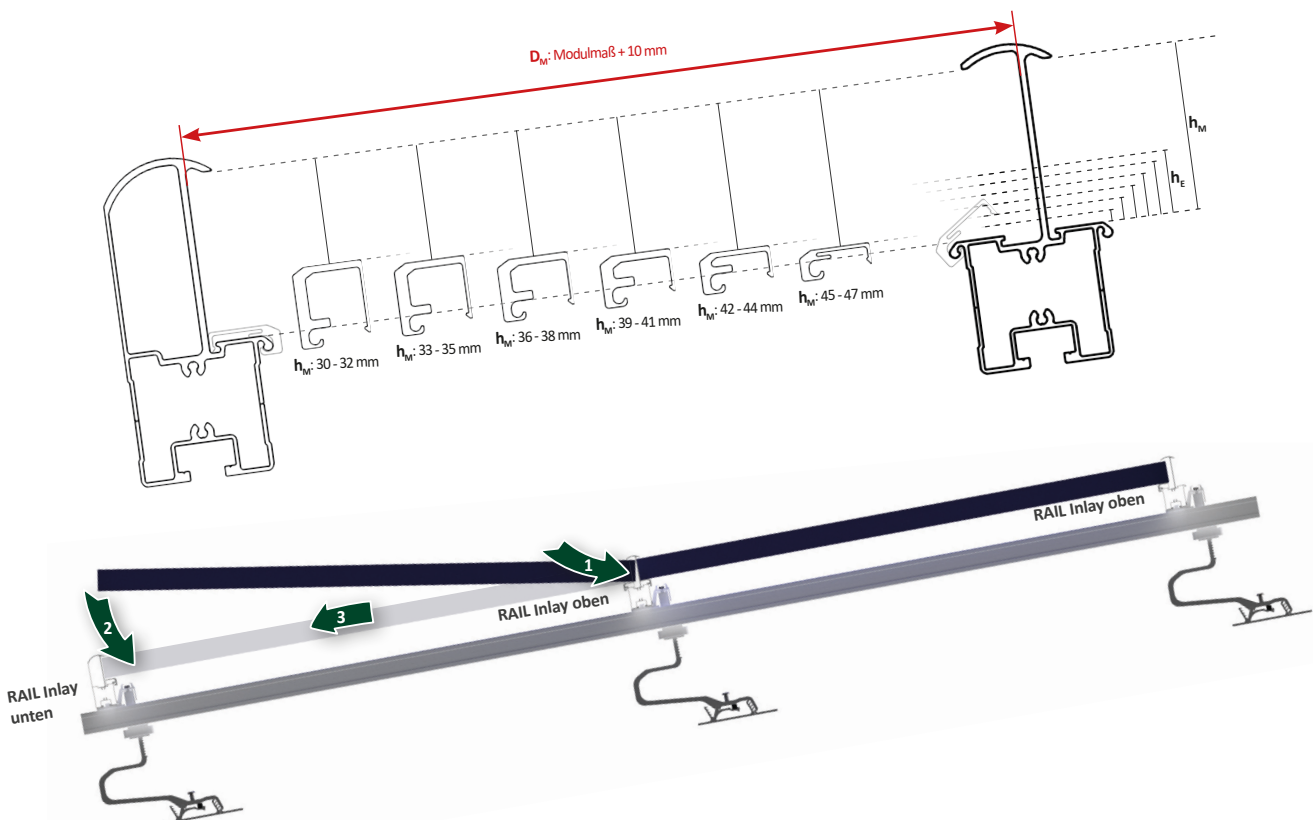 D_M: Modulmaß + 10 mm
h_M
h_E
h_M: 30 - 32 mm
h_M: 33 - 35 mm
h_M: 36 - 38 mm
h_M: 39 - 41 mm
h_M: 42 - 44 mm
h_M: 45 - 47 mm
RAIL Inlay oben
1
RAIL Inlay oben
3
2
RAIL Inlay
unten